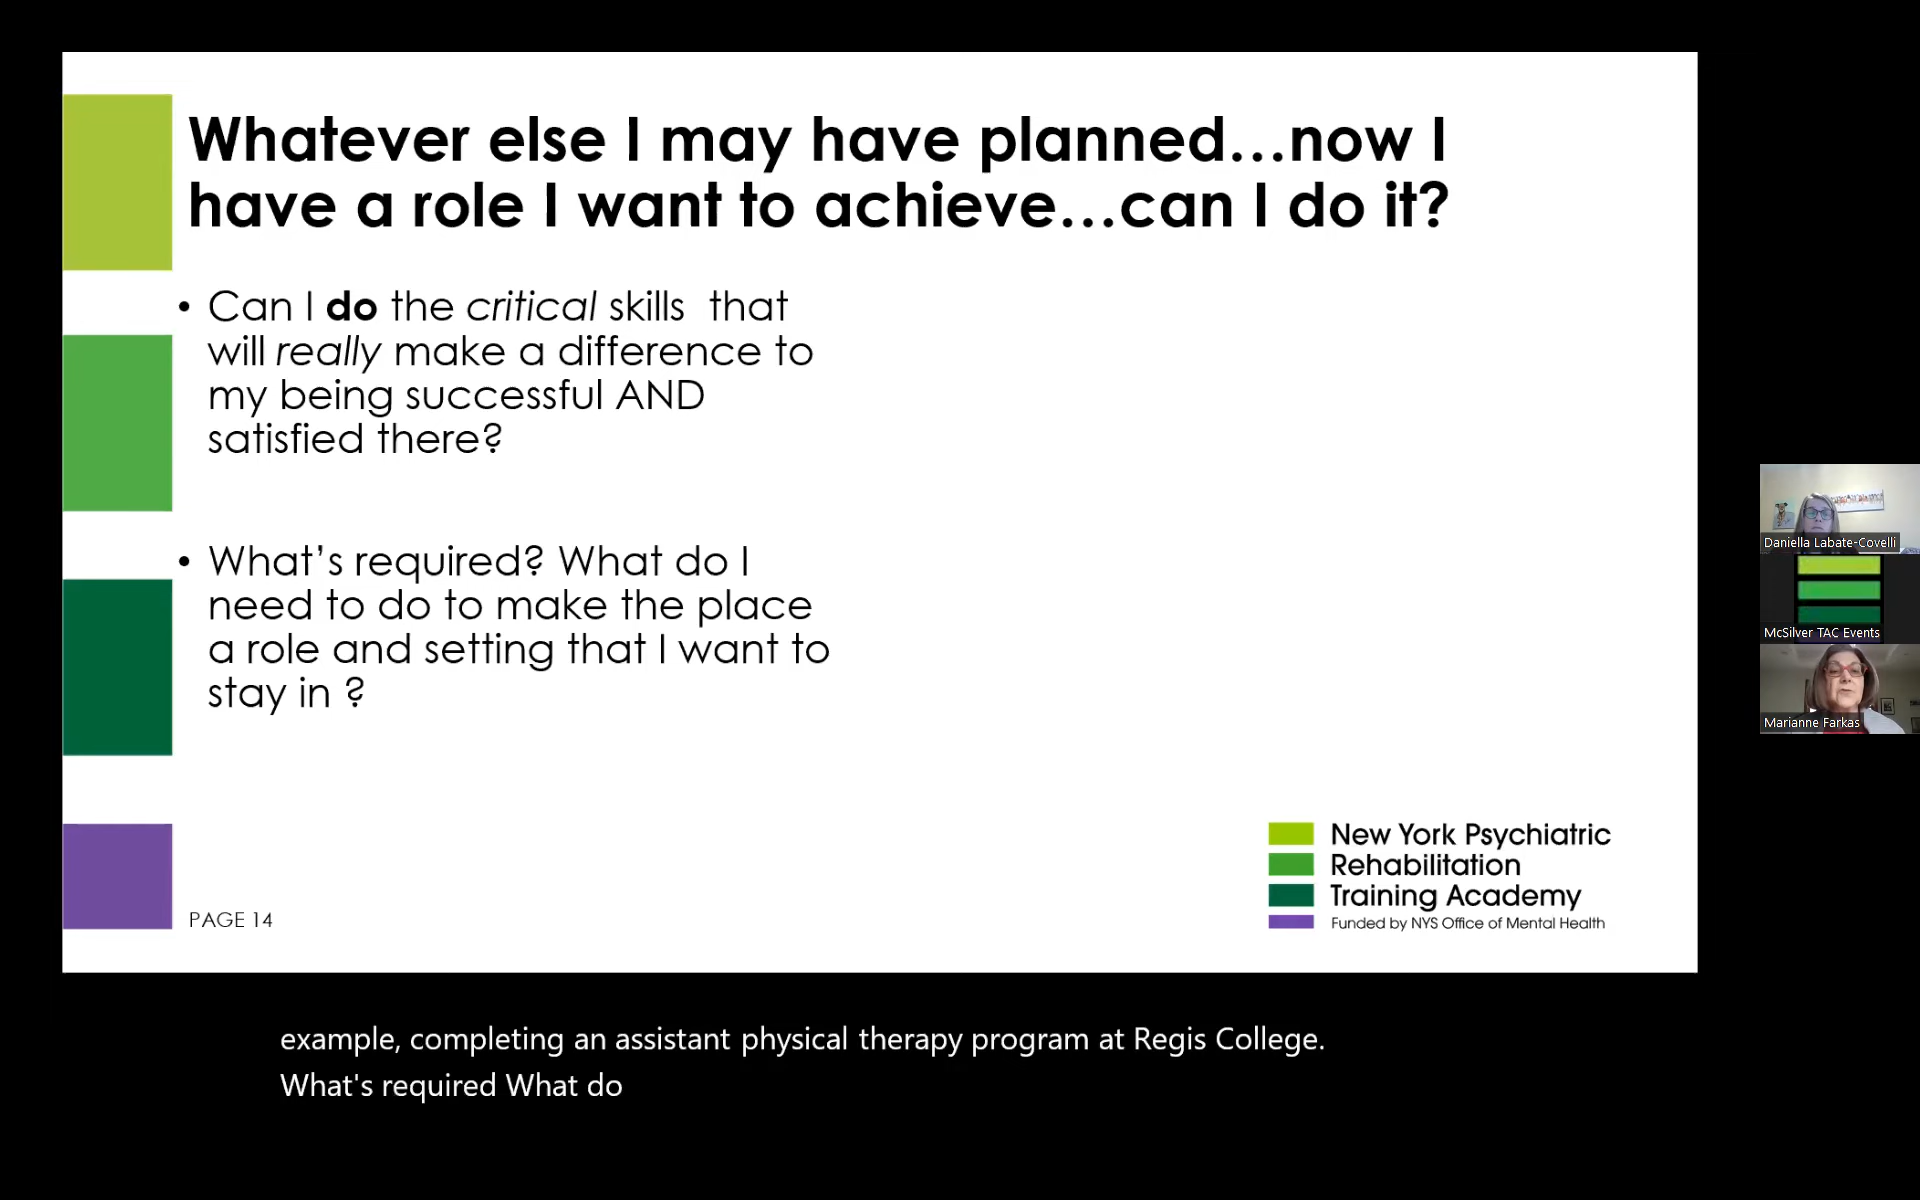 Whatever else I may have planned…now I
have a role I want to achieve…can I do it?
• Can I do the critical skills  that
will really make a difference to
my being successful AND
satisfied there?
• What’s required? What do I
need to do to make the place
a role and setting that I want to
stay in ?
PAGE 14
New York Psychiatric
Rehabilitation
Training Academy
Funded by NYS Office of Mental Health
Daniella Labate-Covelli
McSilver TAC Events
Marianne Farkas
example, completing an assistant physical therapy program at Regis College.
What's required What do